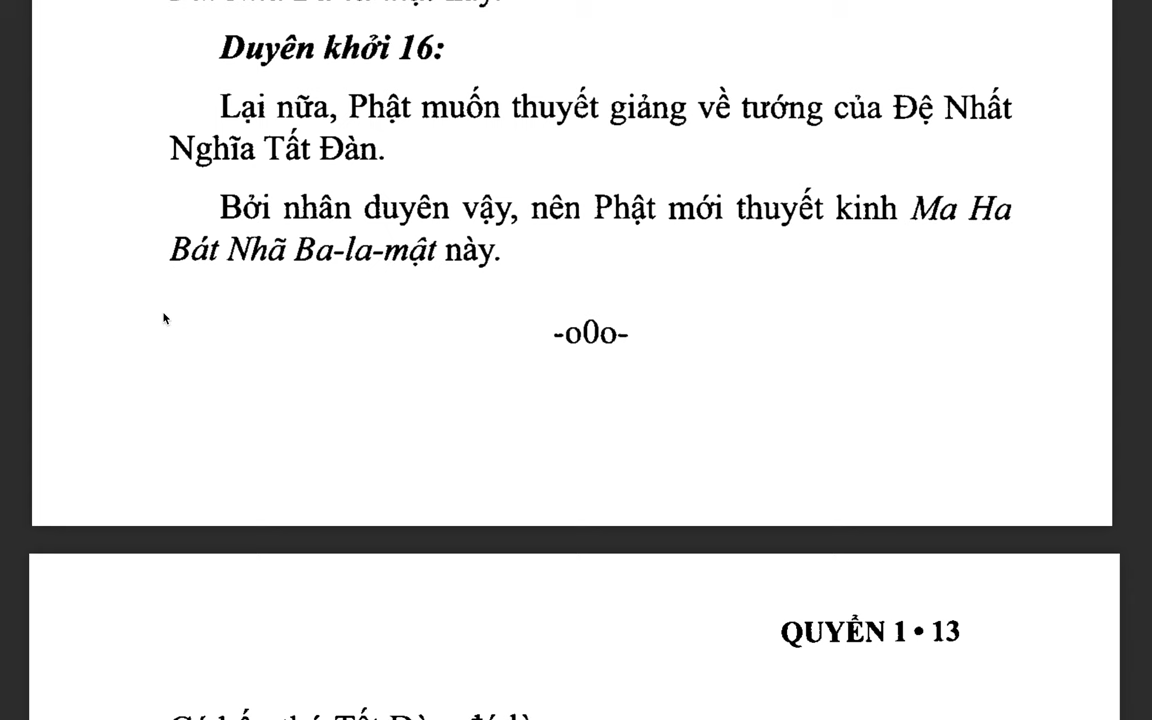 Duyên khởi 16:
Lại nữa, Phật muốn thuyết giảng về tướng của Đệ Nhất
Nghĩa Tất Đàn.
Bởi nhân duyên vậy, nên Phật mới thuyết kinh Ma Ha
Bát Nhã Ba-la-mật này.
-o0o-
QUYỂN 1 • 13